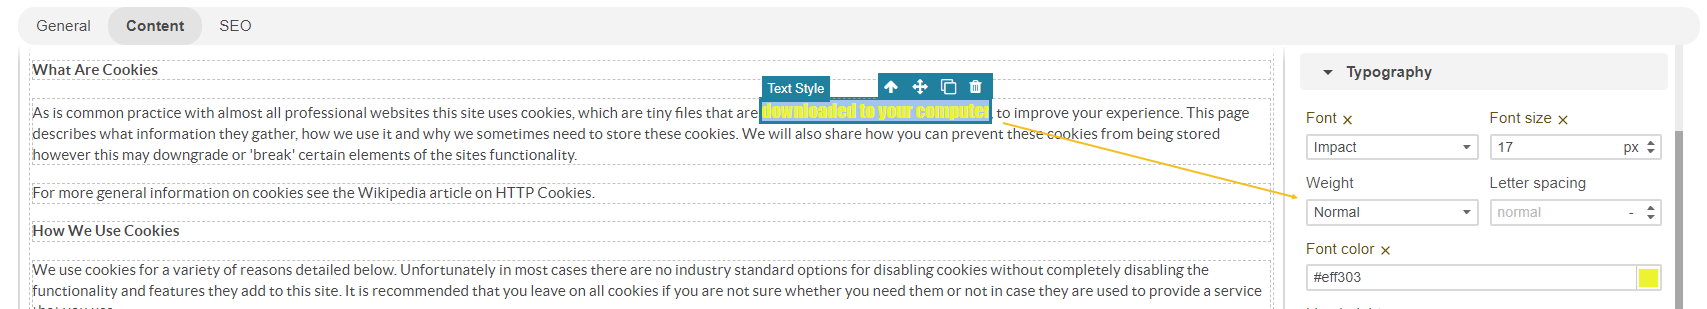 General Content SEO
What Are Cookies
Text Style
As is common practice with almost all professional websites this site uses cookies, which are tiny files that are downloaded to your computer, to improve your experience. This page
describes what information they gather, how we use it and why we sometimes need to store these cookies. We will also share how you can prevent these cookies from being stored
however this may downgrade or 'break' certain elements of the sites functionality.
For more general information on cookies see the Wikipedia article on HTTP Cookies.
How We Use Cookies
We use cookies for a variety of reasons detailed below. Unfortunately in most cases there are no industry standard options for disabling cookies without completely disabling the
functionality and features they add to this site. It is recommended that you leave on all cookies if you are not sure whether you need them or not in case they are used to provide a service
Typography
Font × Font size ×
Impact 17 px
Weight Letter spacing
Normal normal -
Font color ×
#eff303